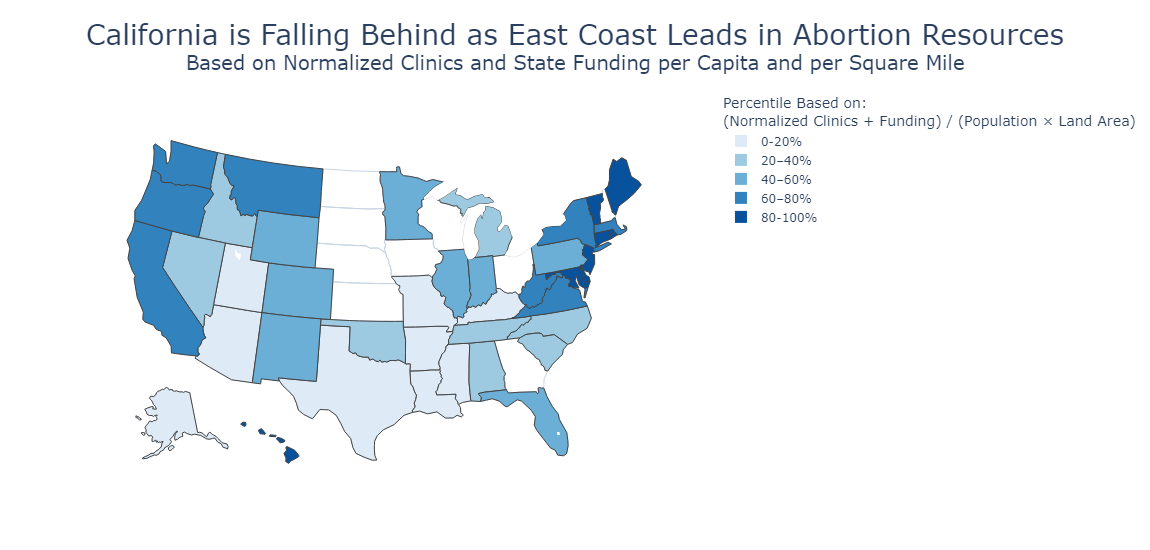 California is Falling Behind as East Coast Leads in Abortion Resources
Based on Normalized Clinics and State Funding per Capita and per Square Mile
Percentile Based on:
(Normalized Clinics + Funding) / (Population × Land Area)
0-20%
20–40%
40–60%
60–80%
80-100%